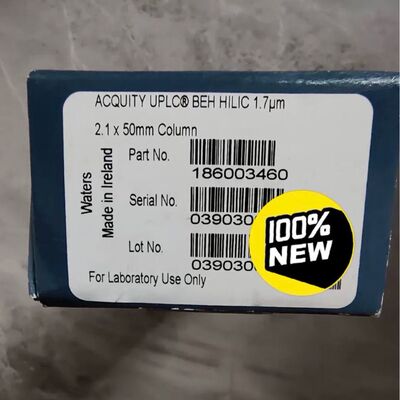 ACQUITY UPLC® BEH HILIC 1.7µm
2.1 x 50mm Column
Waters
Made in Ireland
Part No.
186003460
Serial No.
Lot No.
For Laboratory Use Only
100%
NEW